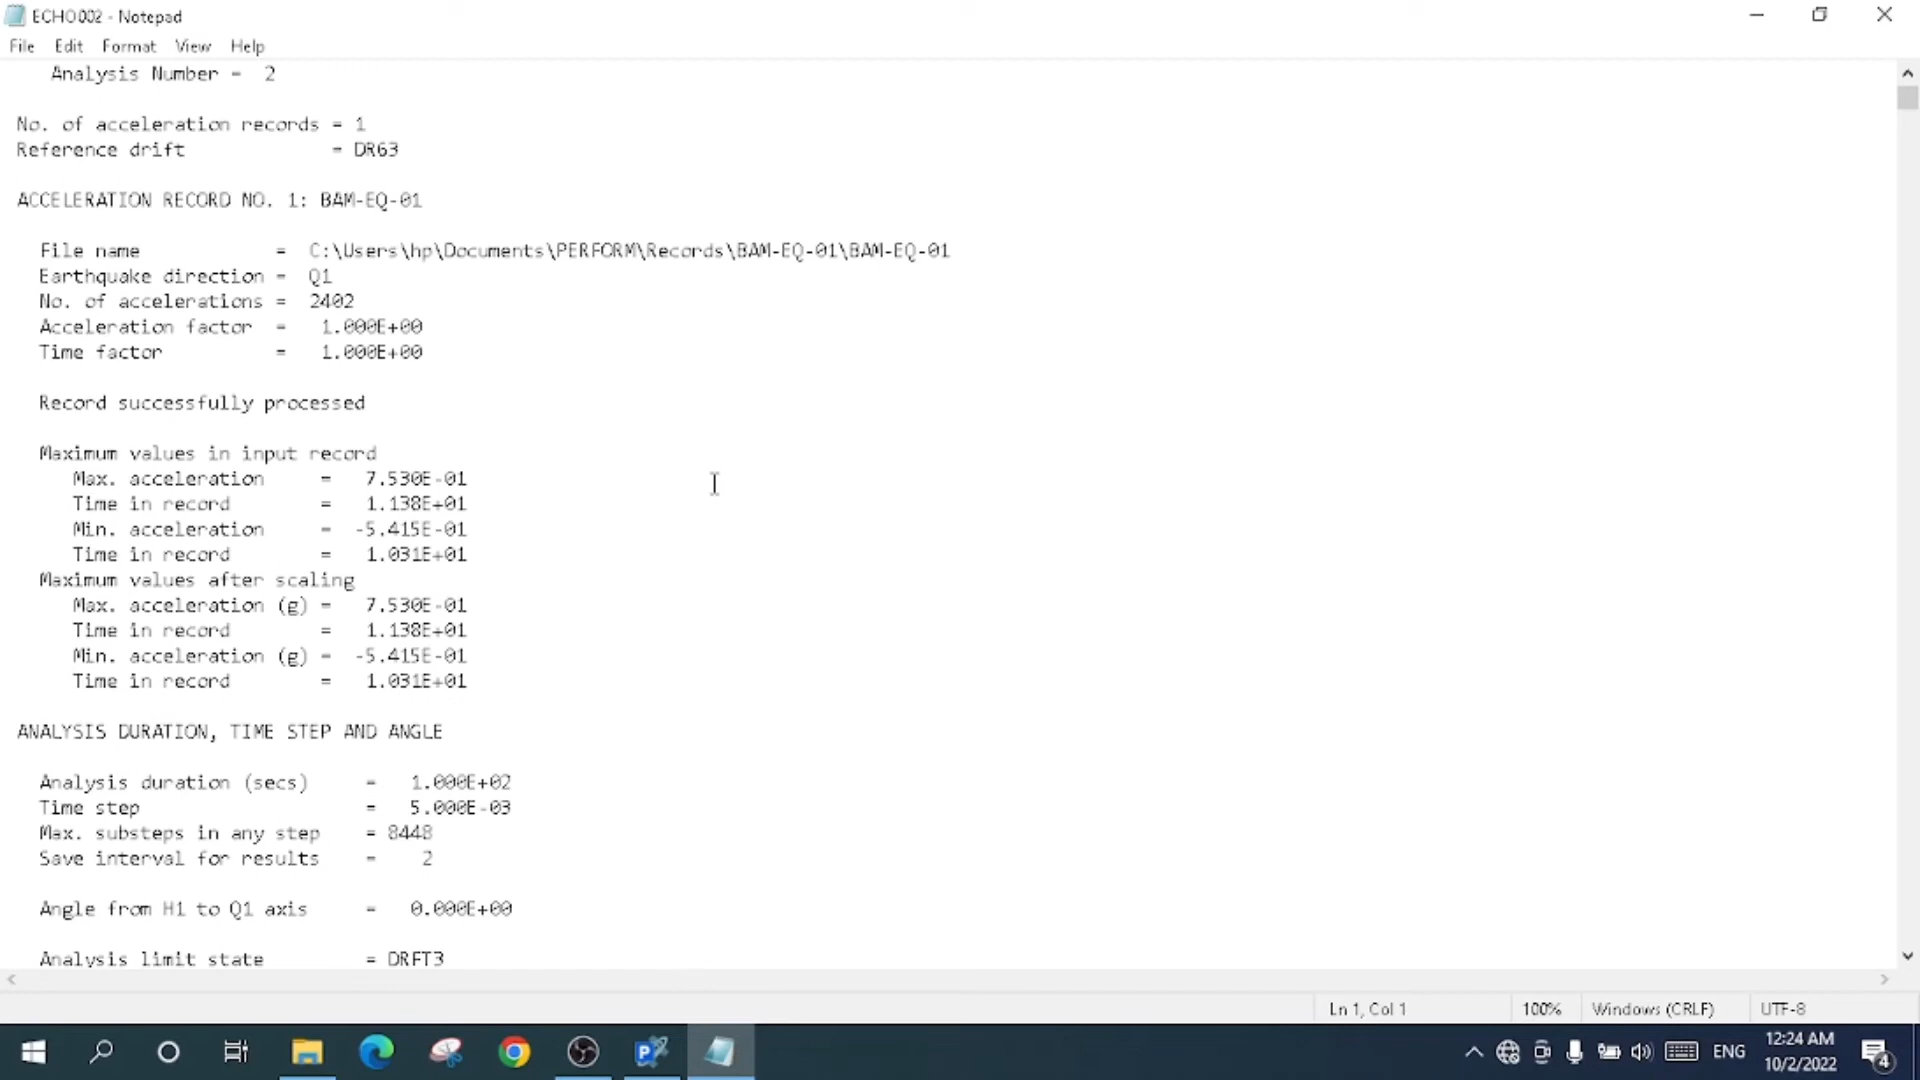 ECHO002 - Notepad
File Edit Format View Help
Analysis Number = 2
No. of acceleration records = 1
Reference drift = DR63
ACCELERATION RECORD NO. 1: BAM-EQ-01
File name = C:\Users\hp\Documents\PERFORM\Records\BAM-EQ-01\BAM-EQ-01
Earthquake direction = Q1
No. of accelerations = 2402
Acceleration factor = 1.000E+00
Time factor = 1.000E+00
Record successfully processed
Maximum values in input record
Max. acceleration = 7.530E-01
Time in record = 1.138E+01
Min. acceleration = -5.415E-01
Time in record = 1.031E+01
Maximum values after scaling
Max. acceleration (g) = 7.530E-01
Time in record = 1.138E+01
Min. acceleration (g) = -5.415E-01
Time in record = 1.031E+01
ANALYSIS DURATION, TIME STEP AND ANGLE
Analysis duration (secs) = 1.000E+02
Time step = 5.000E-03
Max. substeps in any step = 8448
Save interval for results = 2
Angle from H1 to Q1 axis = 0.000E+00
Analysis limit state = DRFT3
Ln 1, Col 1 100% Windows (CRLF) UTF-8
ENG
12:24 AM
10/2/2022
4